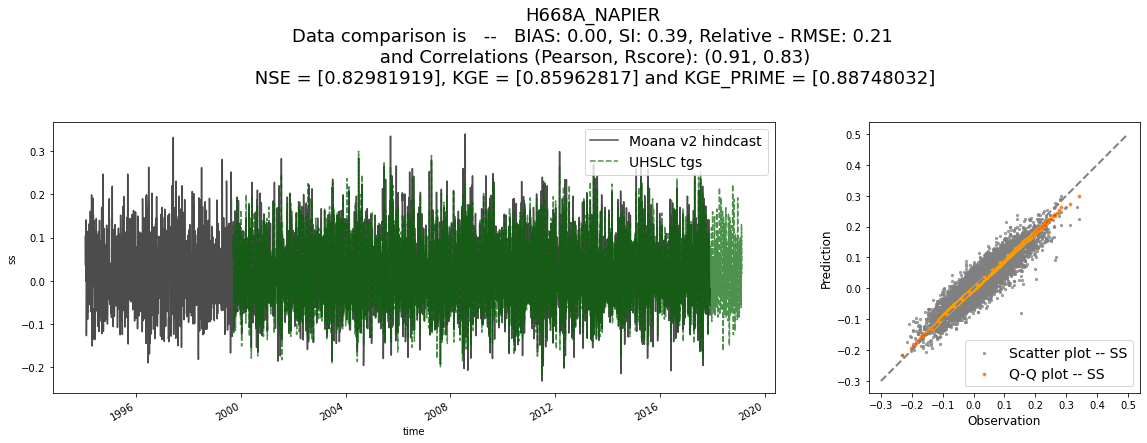 H668A_NAPIER
Data comparison is -- BIAS: 0.00, SI: 0.39, Relative - RMSE: 0.21
and Correlations (Pearson, Rscore): (0.91, 0.83)
NSE = [0.82981919], KGE = [0.85962817] and KGE_PRIME = [0.88748032]
Moana v2 hindcast
UHSLC tgs
0.3
0.2
0.1
0.0
−0.1
−0.2
ss
1996
2000
2004
2008
2012
2016
2020
time
0.5
0.4
0.3
0.2
0.1
0.0
−0.1
−0.2
−0.3
Prediction
Scatter plot -- SS
Q-Q plot -- SS
−0.3 −0.2 −0.1 0.0 0.1 0.2 0.3 0.4 0.5
Observation